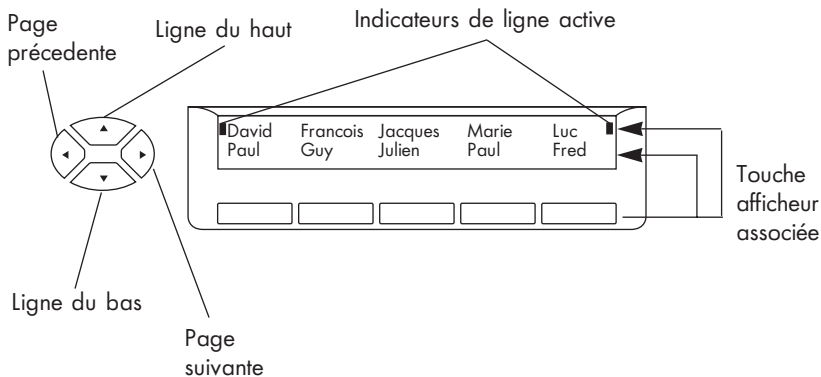 Page
précedente
Ligne du haut
Indicateurs de ligne active
David Francois Jacques Marie Luc
Paul Guy Julien Paul Fred
Touche
afficheur
associée
Ligne du bas
Page
suivante